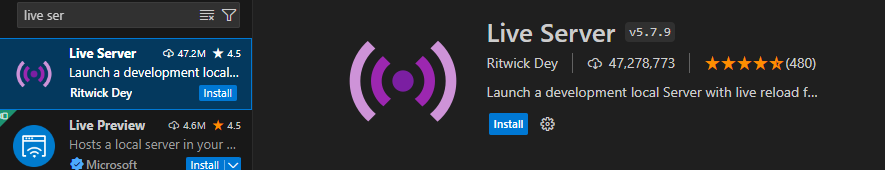 live ser
Live Server 47.2M 4.5
Launch a development local...
Ritwick Dey Install
Live Preview 4.6M 4.5
Hosts a local server in your ...
Microsoft Install
Live Server v5.7.9
Ritwick Dey 47,278,773 (480)
Launch a development local Server with live reload f...
Install